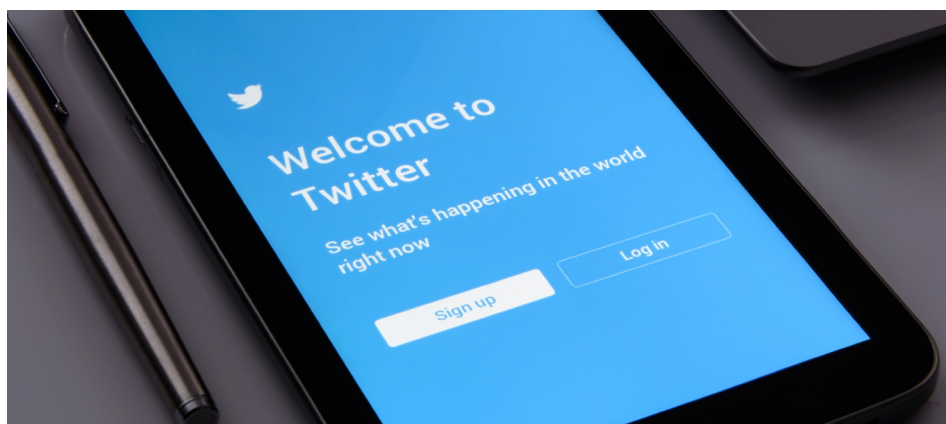 Welcome to
Twitter
See what's happening in the world
right now
Sign up
Log in